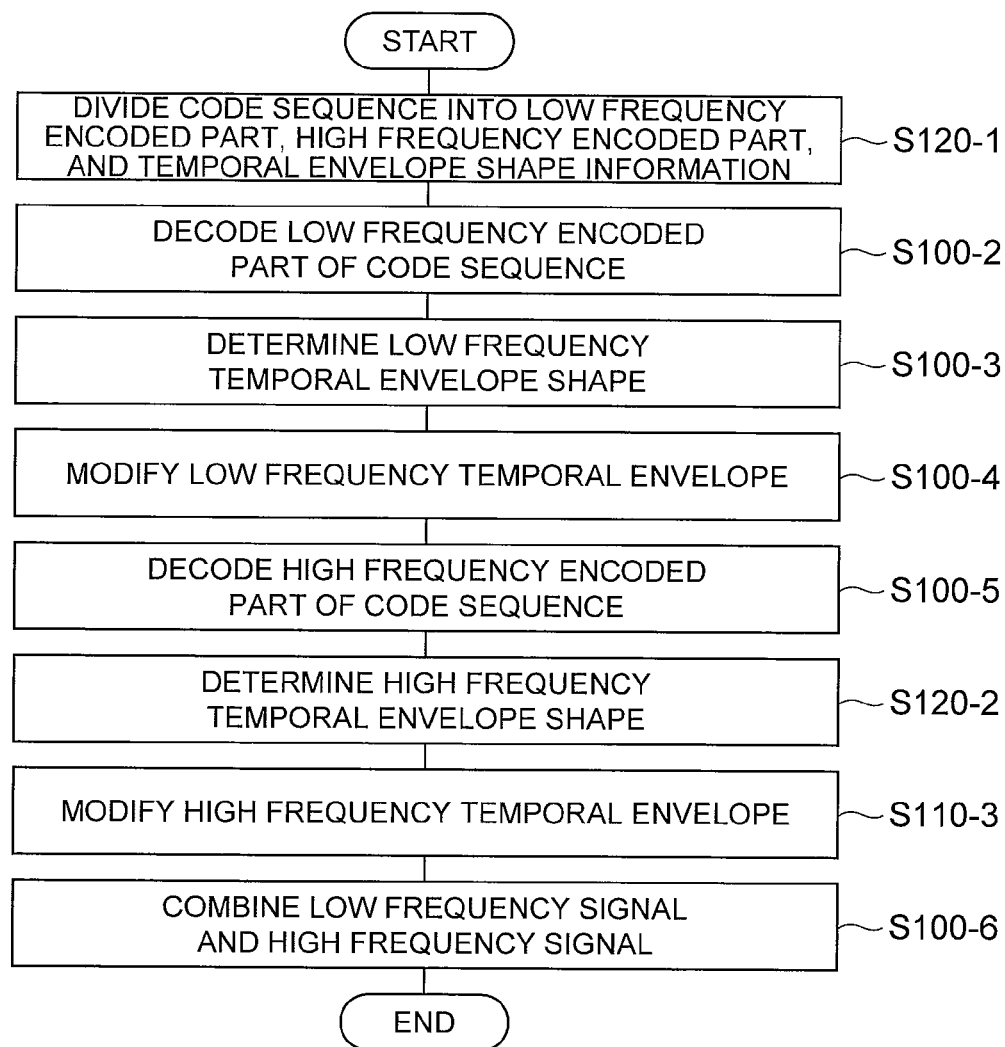 START
DIVIDE CODE SEQUENCE INTO LOW FREQUENCY
ENCODED PART, HIGH FREQUENCY ENCODED PART,
AND TEMPORAL ENVELOPE SHAPE INFORMATION
S120-1
DECODE LOW FREQUENCY ENCODED
PART OF CODE SEQUENCE
S100-2
DETERMINE LOW FREQUENCY
TEMPORAL ENVELOPE SHAPE
S100-3
MODIFY LOW FREQUENCY TEMPORAL ENVELOPE
S100-4
DECODE HIGH FREQUENCY ENCODED
PART OF CODE SEQUENCE
S100-5
DETERMINE HIGH FREQUENCY
TEMPORAL ENVELOPE SHAPE
S120-2
MODIFY HIGH FREQUENCY TEMPORAL ENVELOPE
S110-3
COMBINE LOW FREQUENCY SIGNAL
AND HIGH FREQUENCY SIGNAL
S100-6
END